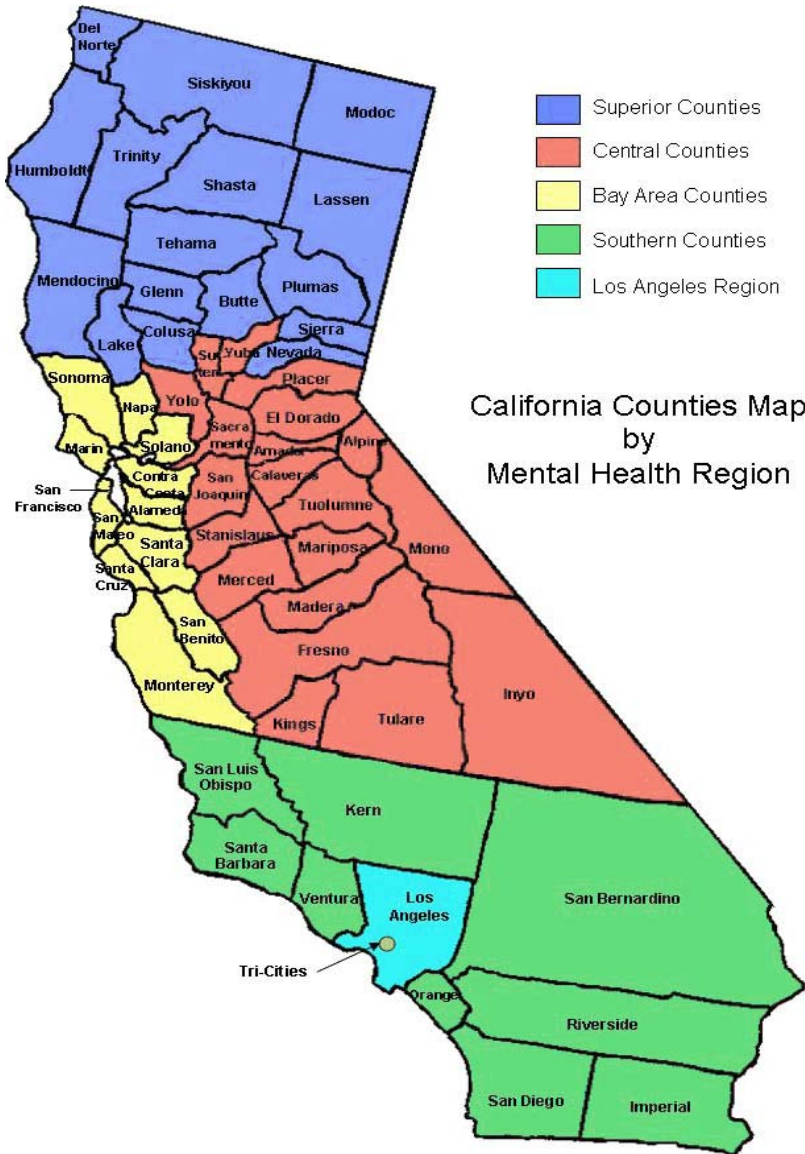 Del
Norte
Siskiyou
Modoc
Humboldt
Trinity
Shasta
Lassen
Tehama
Mendocino
Glenn
Butte
Plumas
Lake
Colusa
Sierra
Su
tter
Yuba
Nevada
Sonoma
Napa
Yolo
Placer
El Dorado
Sacra
mento
Marin
Solano
Amador
Alpine
Contra
Costa
San
Joaquin
Calaveras
San
Francisco
Alameda
Tuolumne
San
Mateo
Santa
Clara
Stanislaus
Mariposa
Mono
Santa
Cruz
Merced
Madera
San
Benito
Fresno
Monterey
Inyo
Kings
Tulare
San Luis
Obispo
Kern
Santa
Barbara
Ventura
Los
Angeles
San Bernardino
Tri-Cities
Orange
Riverside
San Diego
Imperial
Superior Counties
Central Counties
Bay Area Counties
Southern Counties
Los Angeles Region
California Counties Map
by
Mental Health Region